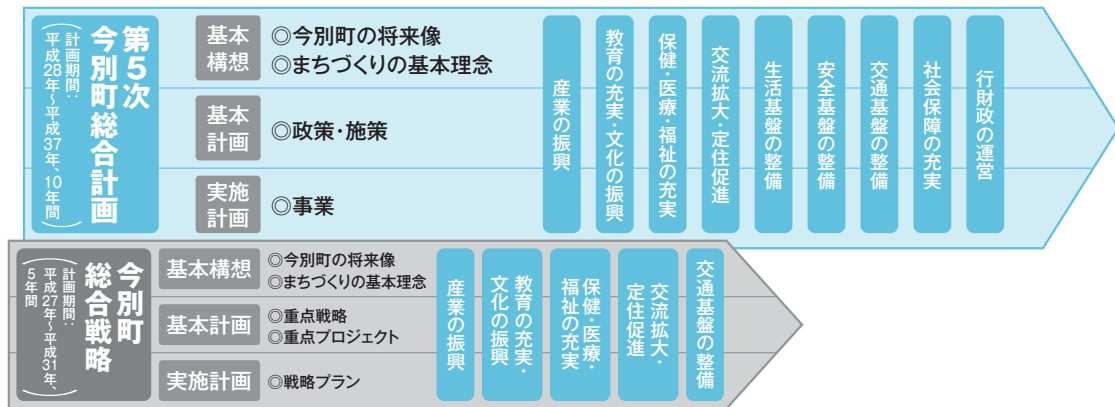 第5次
今別町総合計画
（計画期間：
平成28年～平成37年、10年間）
基本
構想
◎今別町の将来像
◎まちづくりの基本理念
基本
計画
◎政策・施策
実施
計画
◎事業
産業の振興
教育の充実・文化の振興
保健・医療・福祉の充実
交流拡大・定住促進
生活基盤の整備
安全基盤の整備
交通基盤の整備
社会保障の充実
行財政の運営
今別町
総合戦略
（計画期間：
平成27年～平成31年、
5年間）
基本構想
◎今別町の将来像
◎まちづくりの基本理念
基本計画
◎重点戦略
◎重点プロジェクト
実施計画
◎戦略プラン
産業の振興
教育の充実・
文化の振興
保健・医療・
福祉の充実
交流拡大・
定住促進
交通基盤の整備